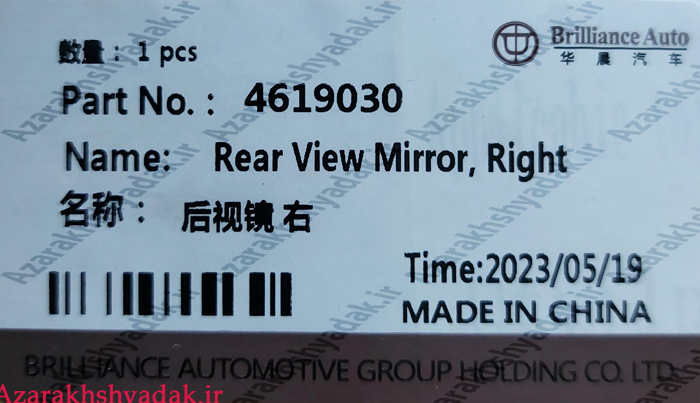 Brilliance Auto
华晨汽车
数量： 1 pcs
Part No. : 4619030
Name: Rear View Mirror, Right
名称： 后视镜 右
Time:2023/05/19
MADE IN CHINA
BRILLIANCE AUTOMOTIVE GROUP HOLDING CO. LTD
Azarakhshyadak.ir